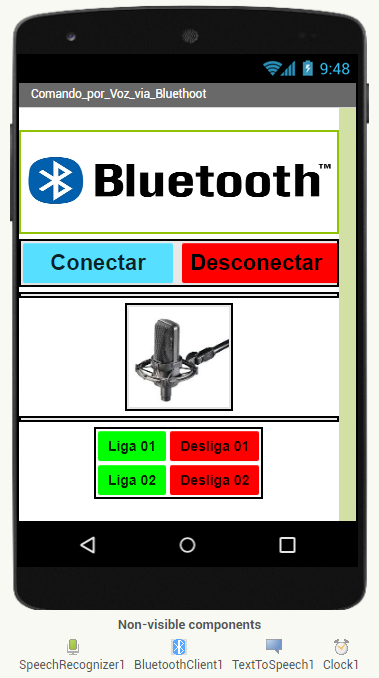 9:48
Comando_por_Voz_via_Bluethoot
Bluetooth™
Conectar Desconectar
Liga 01 Desliga 01
Liga 02 Desliga 02
Non-visible components
SpeechRecognizer1 BluetoothClient1 TextToSpeech1 Clock1